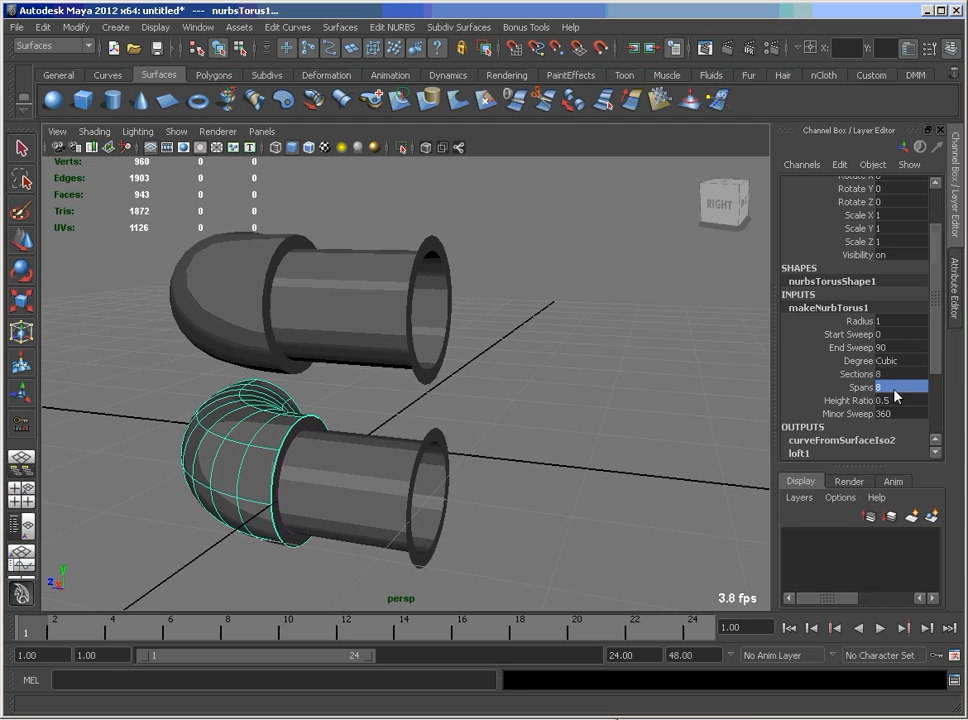 Autodesk Maya 2012 x64: untitled* --- nurbsTorus1...
File Edit Modify Create Display Window Assets Edit Curves Surfaces Edit NURBS Subdiv Surfaces Bonus Tools Help
Surfaces X: Y:
General Curves Surfaces Polygons Subdivs Deformation Animation Dynamics Rendering PaintEffects Toon Muscle Fluids Fur Hair nCloth Custom DMM
View Shading Lighting Show Renderer Panels
Verts: 960 0 0
Edges: 1903 0 0
Faces: 943 0 0
Tris: 1872 0 0
UVs: 1126 0 0
RIGHT
y
z x
persp
3.8 fps
Channel Box / Layer Editor
Channels Edit Object Show
Rotate X 0
Rotate Y 0
Rotate Z 0
Scale X 1
Scale Y 1
Scale Z 1
Visibility on
SHAPES
nurbsTorusShape1
INPUTS
makeNurbTorus1
Radius 1
Start Sweep 0
End Sweep 90
Degree Cubic
Sections 8
Spans 8
Height Ratio 0.5
Minor Sweep 360
OUTPUTS
curveFromSurfaceIso2
loft1
Display Render Anim
Layers Options Help
Channel Box / Layer Editor
Attribute Editor
1 2 4 6 8 10 12 14 16 18 20 22 24 1.00
1.00 1.00 1 24 24.00 48.00 No Anim Layer No Character Set
MEL